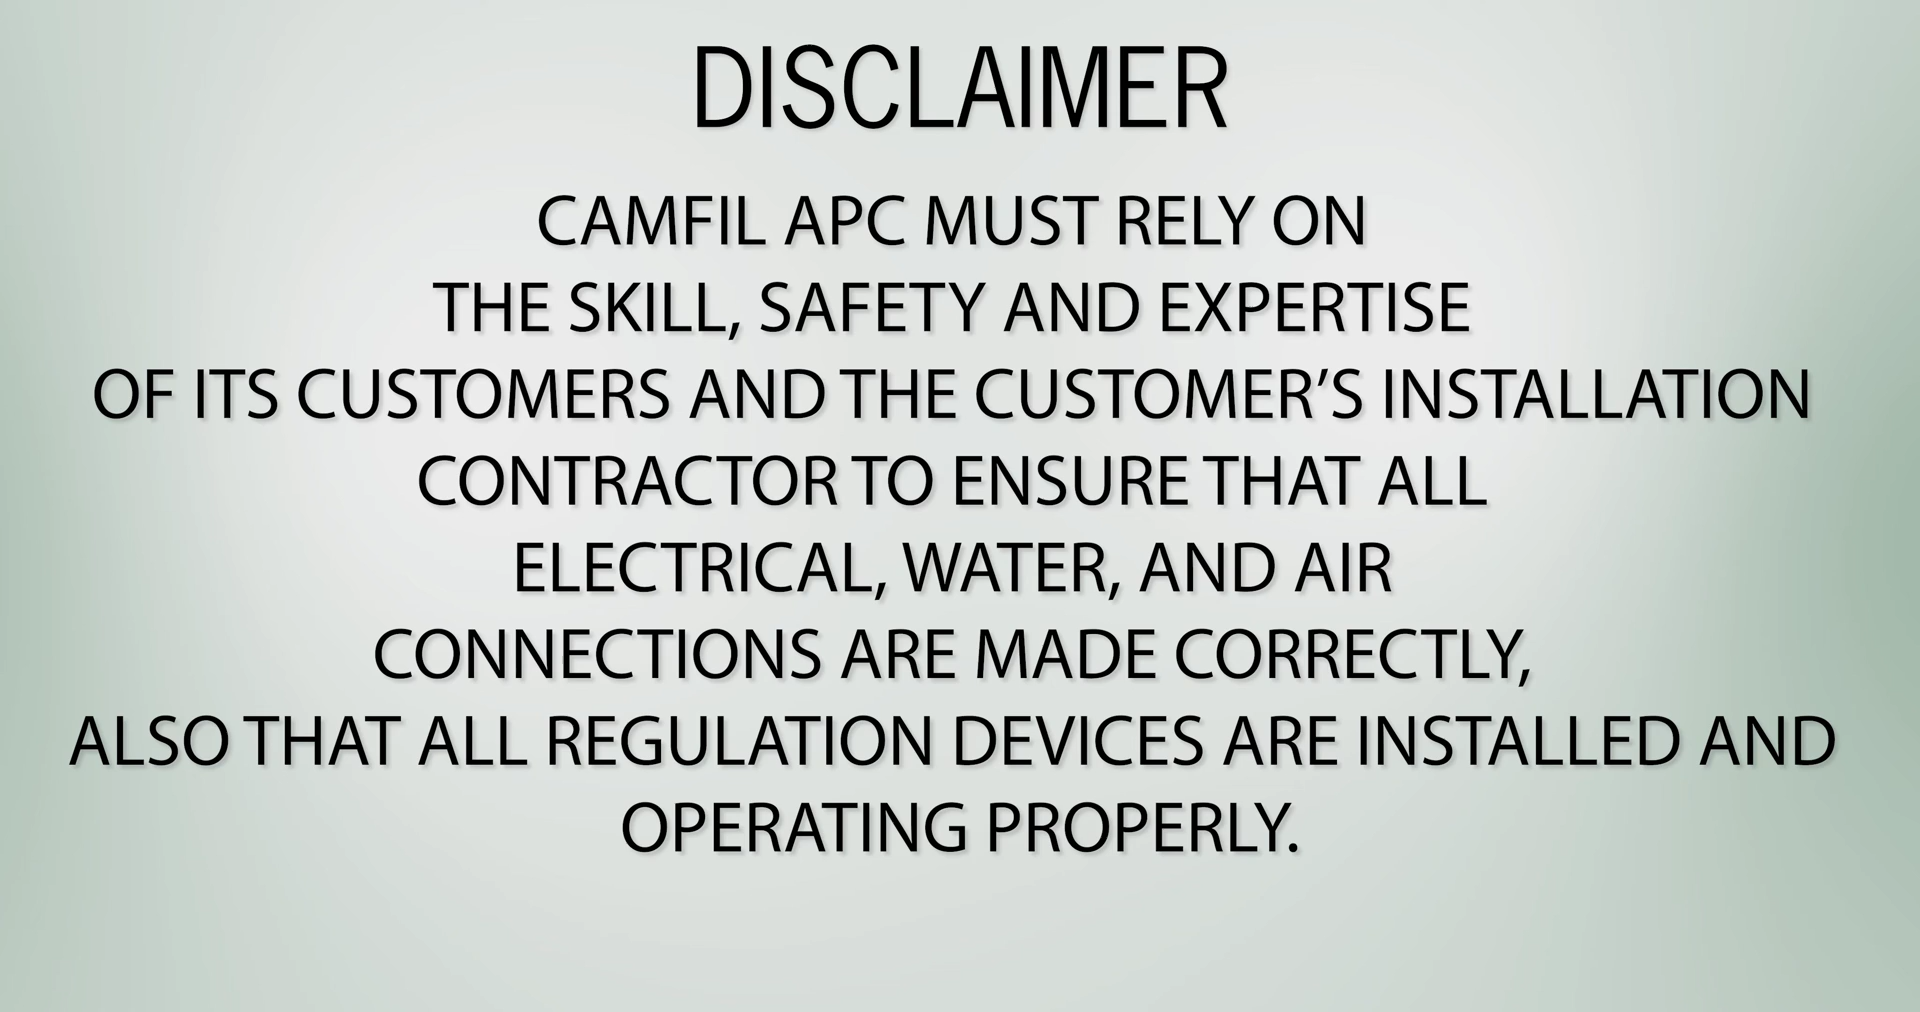 DISCLAIMER
CAMFIL APC MUST RELY ON
THE SKILL, SAFETY AND EXPERTISE
OF ITS CUSTOMERS AND THE CUSTOMER’S INSTALLATION
CONTRACTOR TO ENSURE THAT ALL
ELECTRICAL, WATER, AND AIR
CONNECTIONS ARE MADE CORRECTLY,
ALSO THAT ALL REGULATION DEVICES ARE INSTALLED AND
OPERATING PROPERLY.